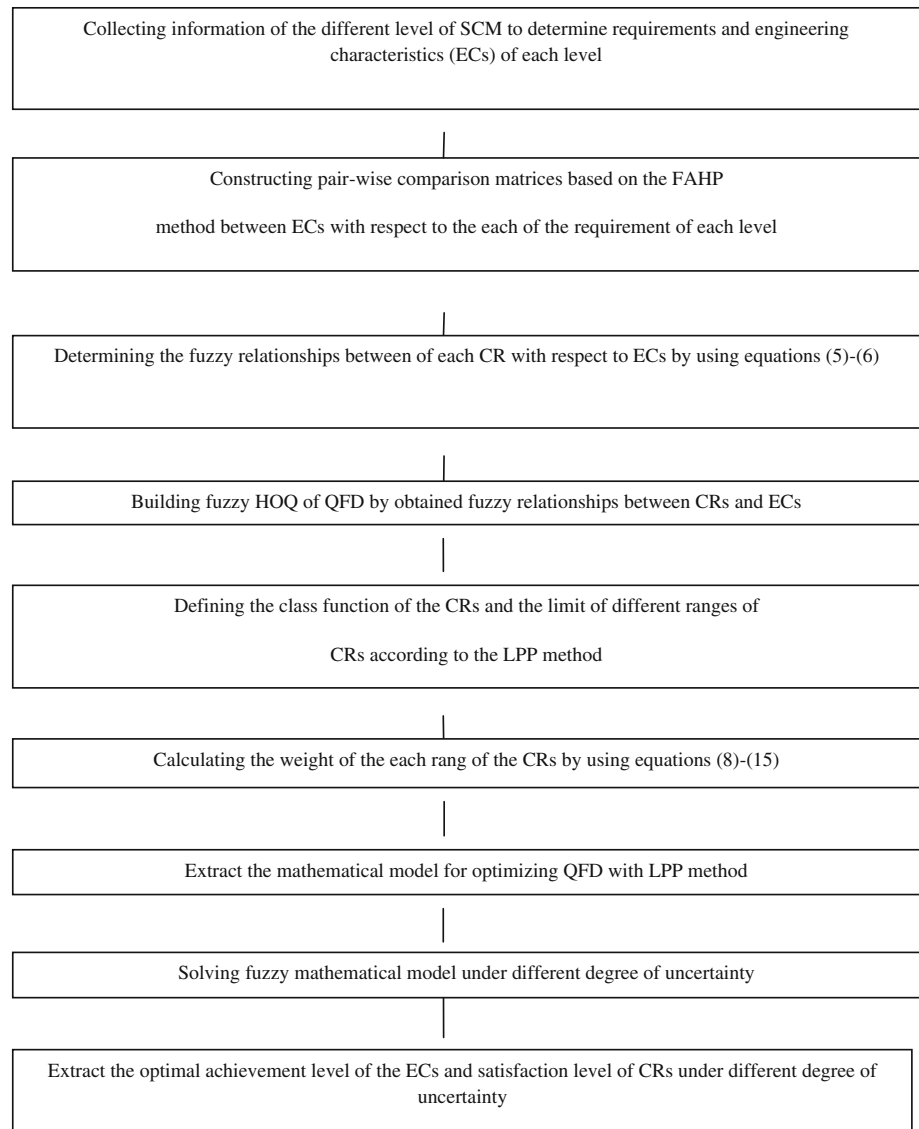 Collecting information of the different level of SCM to determine requirements and engineering
characteristics (ECs) of each level
Constructing pair-wise comparison matrices based on the FAHP
method between ECs with respect to the each of the requirement of each level
Determining the fuzzy relationships between of each CR with respect to ECs by using equations (5)-(6)
Building fuzzy HOQ of QFD by obtained fuzzy relationships between CRs and ECs
Defining the class function of the CRs and the limit of different ranges of
CRs according to the LPP method
Calculating the weight of the each rang of the CRs by using equations (8)-(15)
Extract the mathematical model for optimizing QFD with LPP method
Solving fuzzy mathematical model under different degree of uncertainty
Extract the optimal achievement level of the ECs and satisfaction level of CRs under different degree of
uncertainty